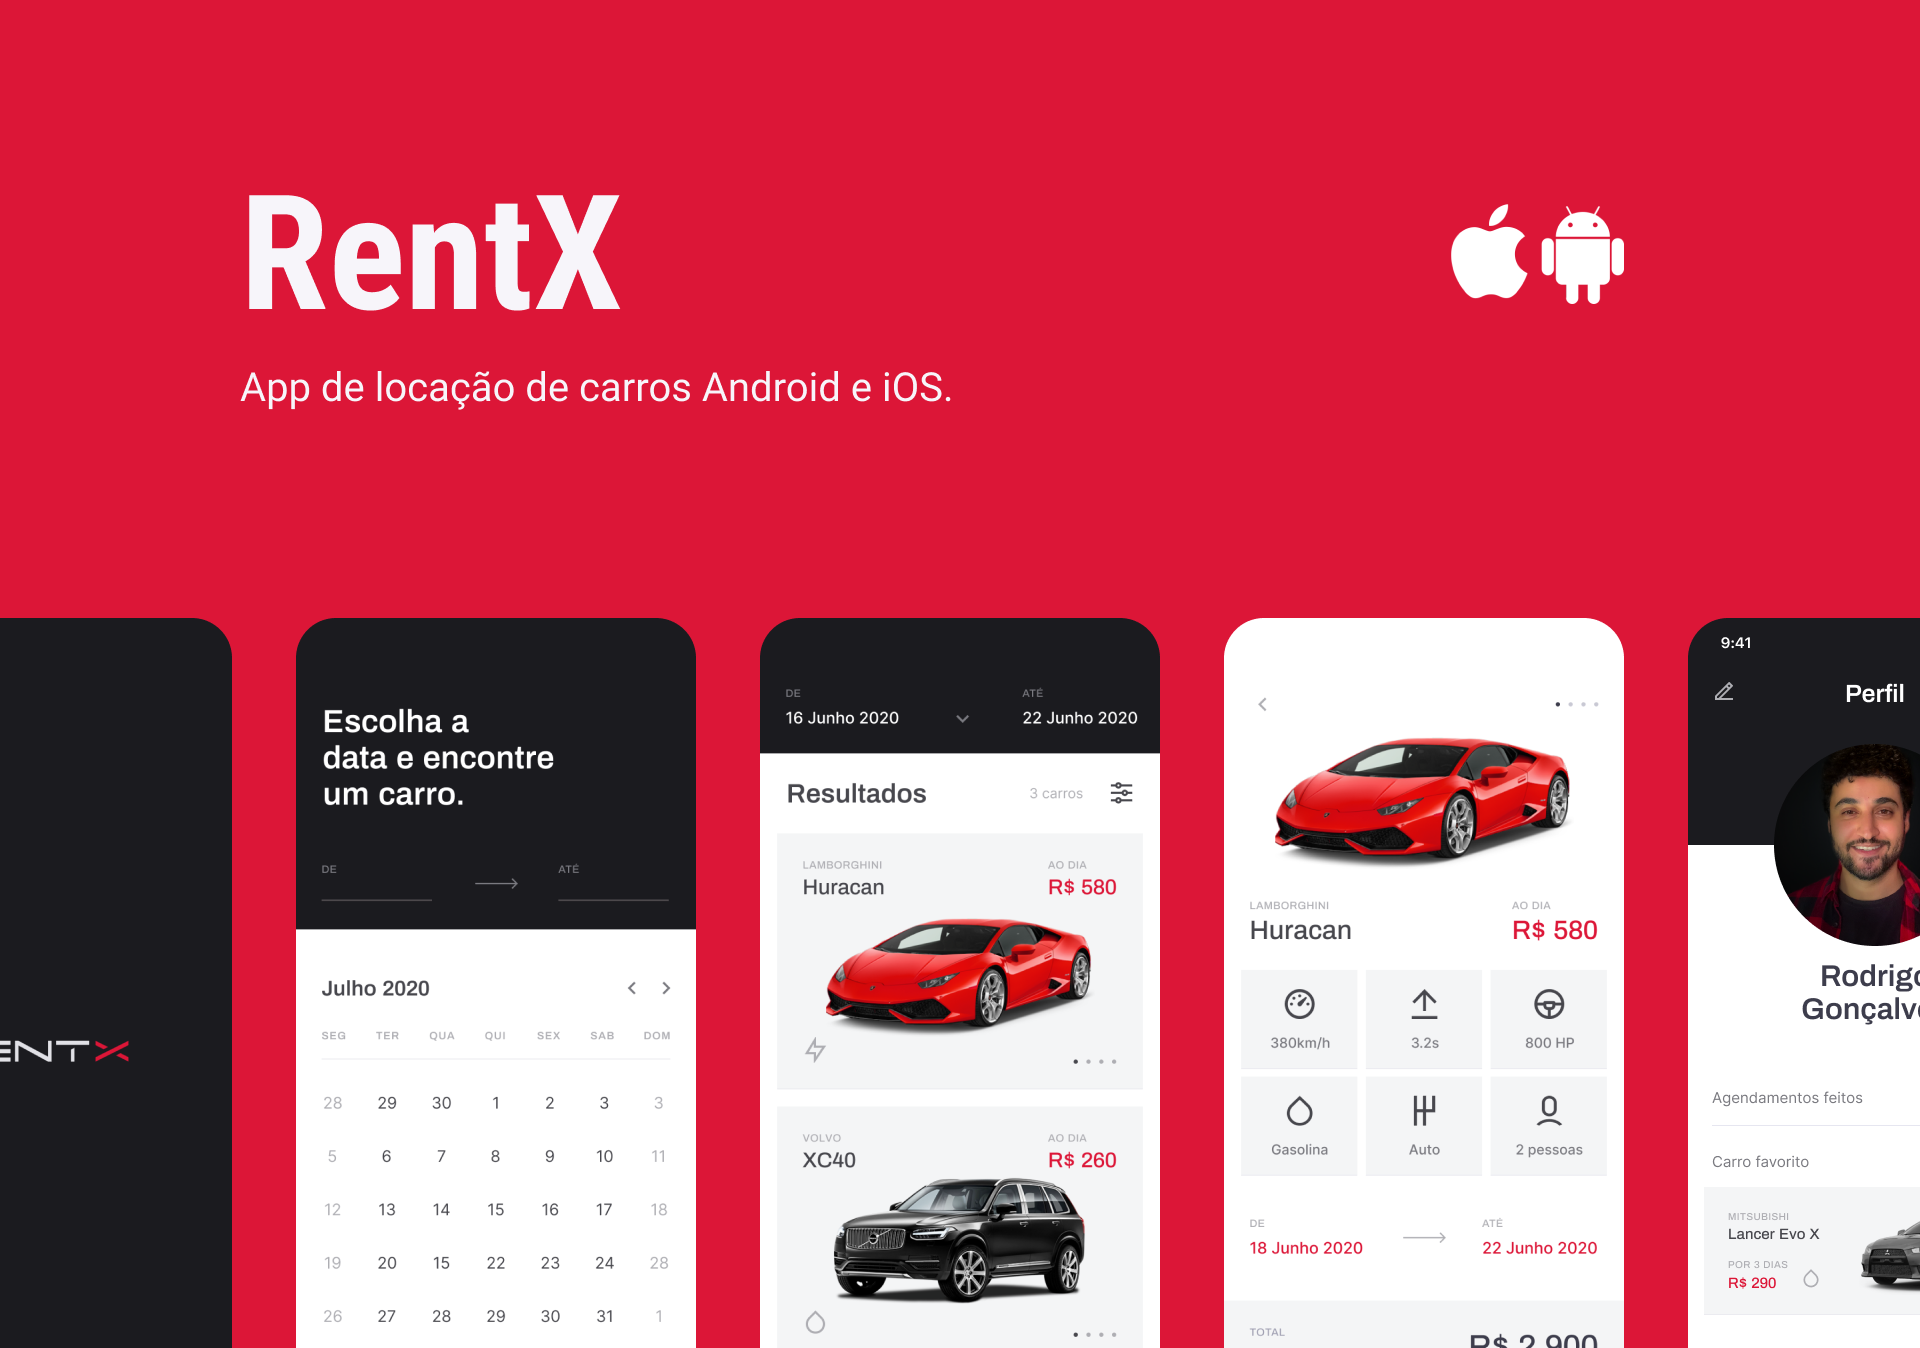 RentX
App de locação de carros Android e iOS.
ENTX
Escolha a
data e encontre
um carro.
DE
ATÉ
Julho 2020
SEG TER QUA QUI SEX SAB DOM
28 29 30 1 2 3 3
5 6 7 8 9 10 11
12 13 14 15 16 17 18
19 20 15 22 23 24 28
26 27 28 29 30 31 1
DE
ATÉ
16 Junho 2020
22 Junho 2020
Resultados
3 carros
LAMBORGHINI
AO DIA
Huracan
R$ 580
VOLVO
AO DIA
XC40
R$ 260
LAMBORGHINI
AO DIA
Huracan
R$ 580
380km/h
3.2s
800 HP
Gasolina
Auto
2 pessoas
DE
ATÉ
18 Junho 2020
22 Junho 2020
TOTAL
R$ 2.900
9:41
Perfil
Rodrigo
Gonçalve
Agendamentos feitos
Carro favorito
MITSUBISHI
Lancer Evo X
POR 3 DIAS
R$ 290